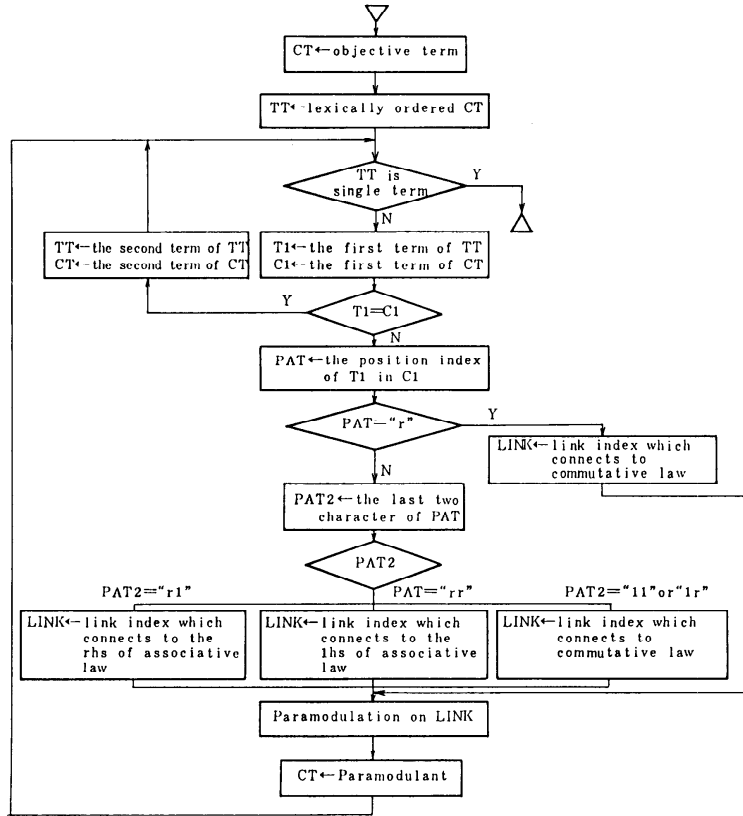 CT←objective term
TT←lexically ordered CT
TT is
single term
Y
N
TT←the second term of TT
CT←the second term of CT
T1←the first term of TT
C1←the first term of CT
Y
T1=C1
N
PAT←the position index
of T1 in C1
PAT="r"
Y
LINK←link index which
connects to
commutative law
N
PAT2←the last two
character of PAT
PAT2
PAT2="r1"
PAT="rr"
PAT2="11"or"1r"
LINK←link index which
connects to the
rhs of associative
law
LINK←link index which
connects to the
1hs of associative
law
LINK←link index which
connects to
commutative law
Paramodulation on LINK
CT←Paramodulant